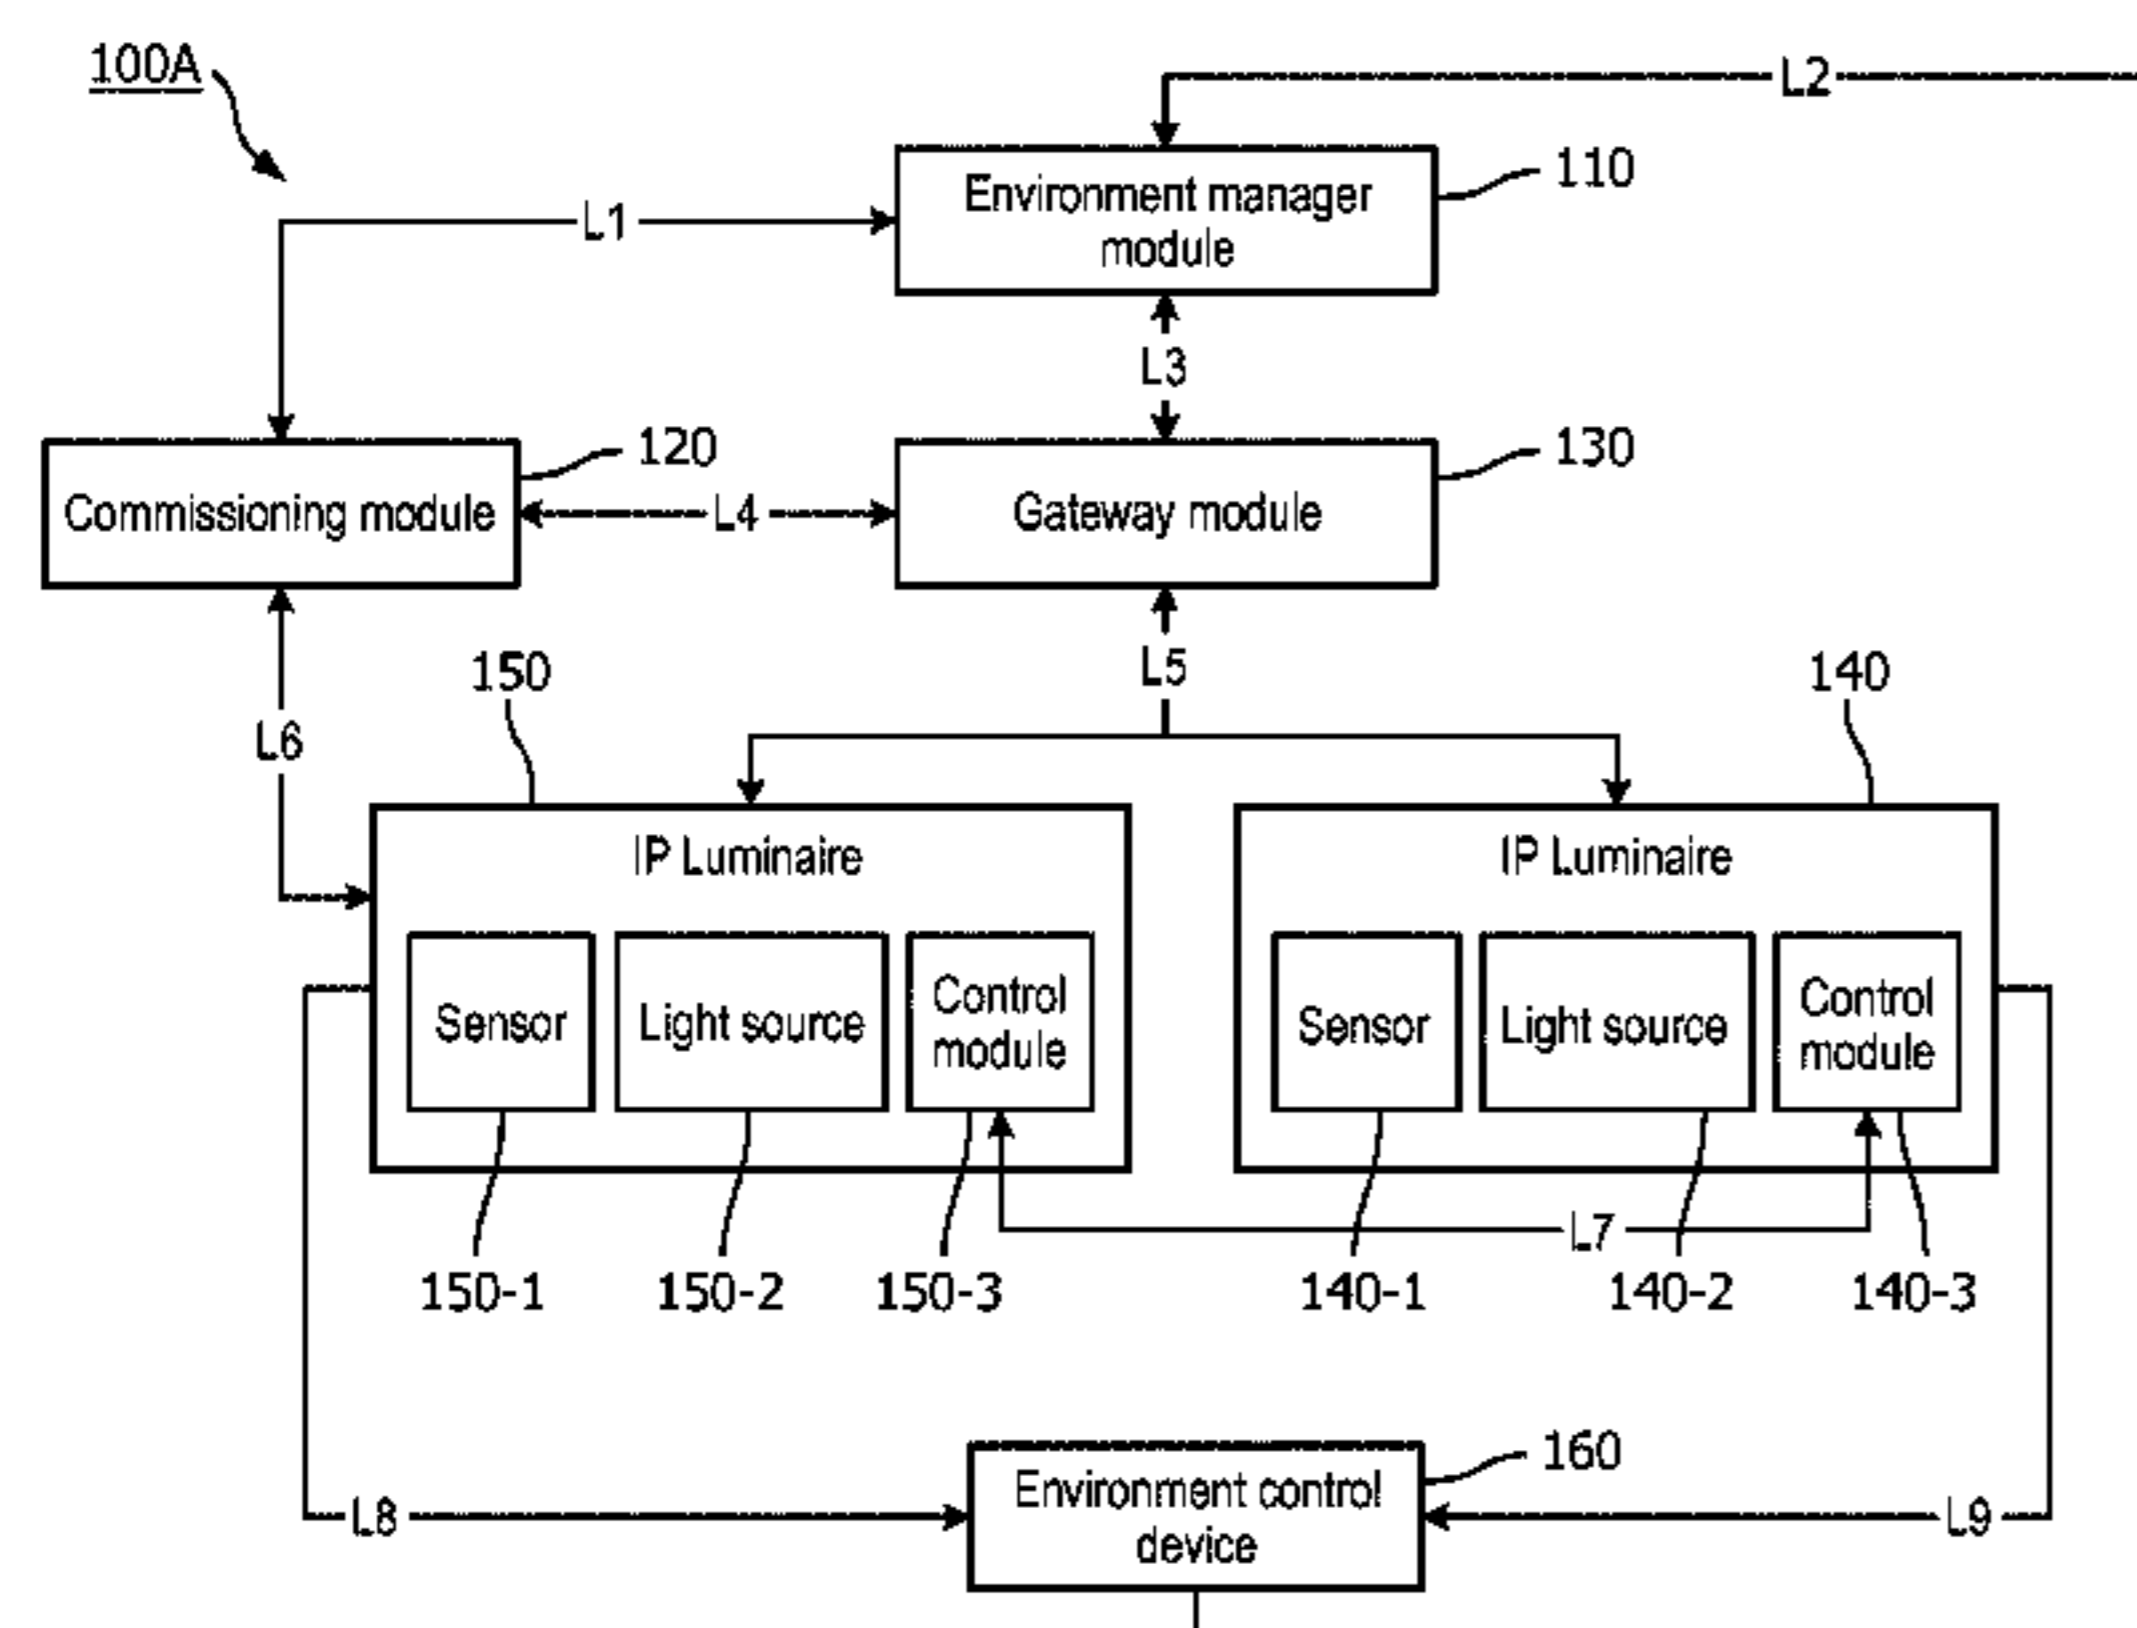 100A
L2
Environment manager
module
110
L1
L3
Commissioning module
120
L4
Gateway module
130
L5
150
140
L6
IP Luminaire
IP Luminaire
Sensor
Light source
Control
module
Sensor
Light source
Control
module
L7
150-1
150-2
150-3
140-1
140-2
140-3
Environment control
device
160
L8
L9